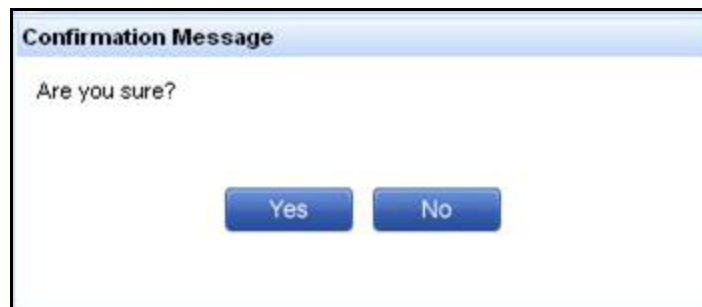 Confirmation Message
Are you sure?
Yes No